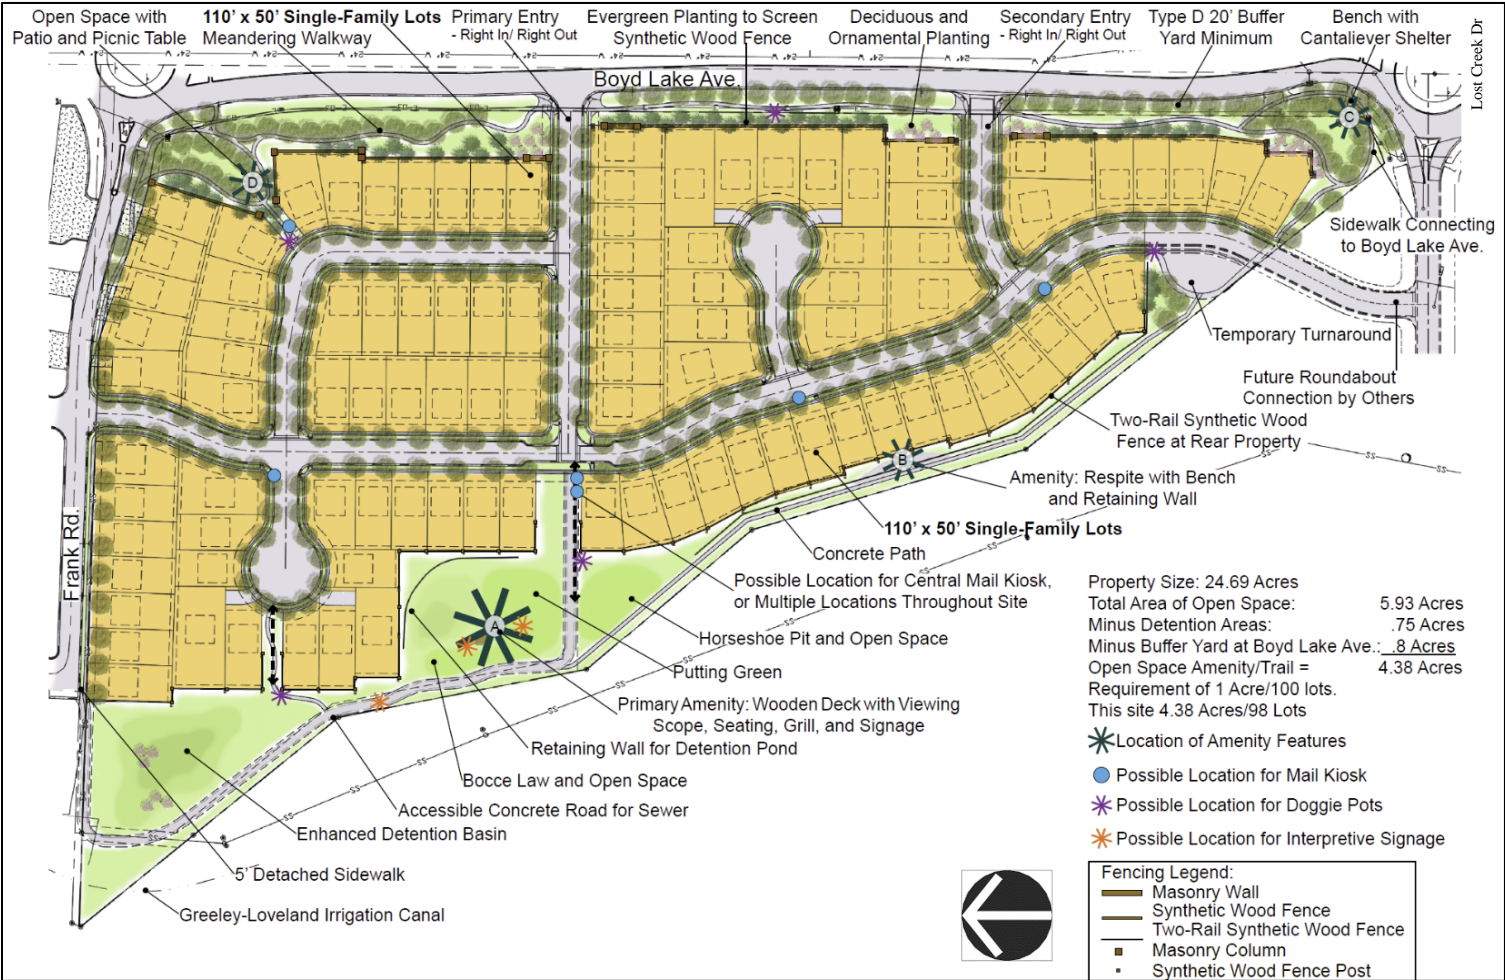 Open Space with
Patio and Picnic Table
110' x 50' Single-Family Lots
Meandering Walkway
Primary Entry
- Right In/ Right Out
Evergreen Planting to Screen
Synthetic Wood Fence
Deciduous and
Ornamental Planting
Secondary Entry
- Right In/ Right Out
Type D 20' Buffer
Yard Minimum
Bench with
Cantaliever Shelter
Lost Creek Dr
Boyd Lake Ave.
C
D
Sidewalk Connecting
to Boyd Lake Ave.
Temporary Turnaround
Future Roundabout
Connection by Others
Two-Rail Synthetic Wood
Fence at Rear Property
B
Amenity: Respite with Bench
and Retaining Wall
110' x 50' Single-Family Lots
Concrete Path
Frank Rd.
Possible Location for Central Mail Kiosk,
or Multiple Locations Throughout Site
A
Horseshoe Pit and Open Space
Putting Green
Primary Amenity: Wooden Deck with Viewing
Scope, Seating, Grill, and Signage
Retaining Wall for Detention Pond
Bocce Law and Open Space
Accessible Concrete Road for Sewer
Enhanced Detention Basin
5' Detached Sidewalk
Greeley-Loveland Irrigation Canal
Property Size: 24.69 Acres
Total Area of Open Space: 5.93 Acres
Minus Detention Areas: .75 Acres
Minus Buffer Yard at Boyd Lake Ave.: .8 Acres
Open Space Amenity/Trail = 4.38 Acres
Requirement of 1 Acre/100 lots.
This site 4.38 Acres/98 Lots
Location of Amenity Features
Possible Location for Mail Kiosk
Possible Location for Doggie Pots
Possible Location for Interpretive Signage
Fencing Legend:
Masonry Wall
Synthetic Wood Fence
Two-Rail Synthetic Wood Fence
Masonry Column
Synthetic Wood Fence Post